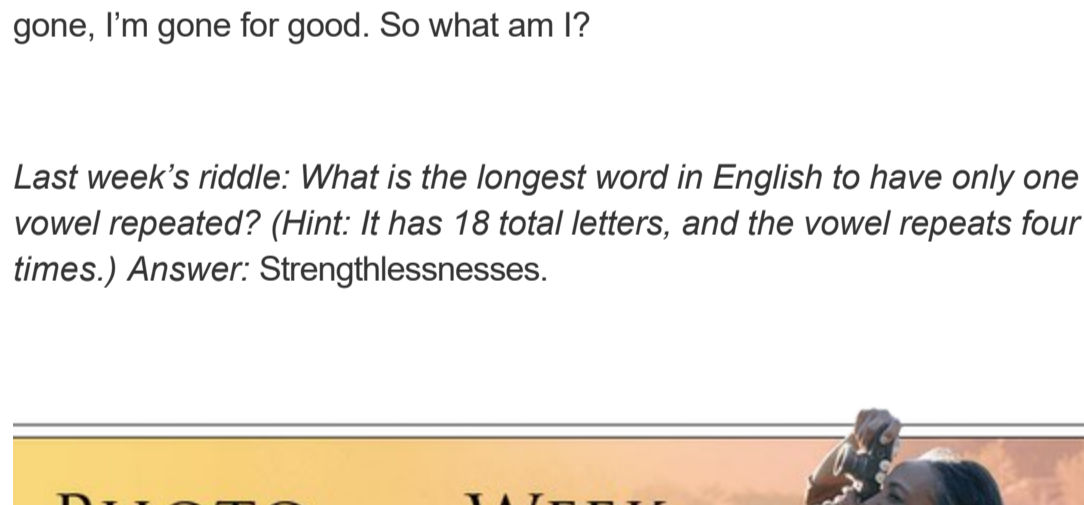 gone, I’m gone for good. So what am I?
Last week’s riddle: What is the longest word in English to have only one
vowel repeated? (Hint: It has 18 total letters, and the vowel repeats four
times.) Answer: Strengthlessnesses.